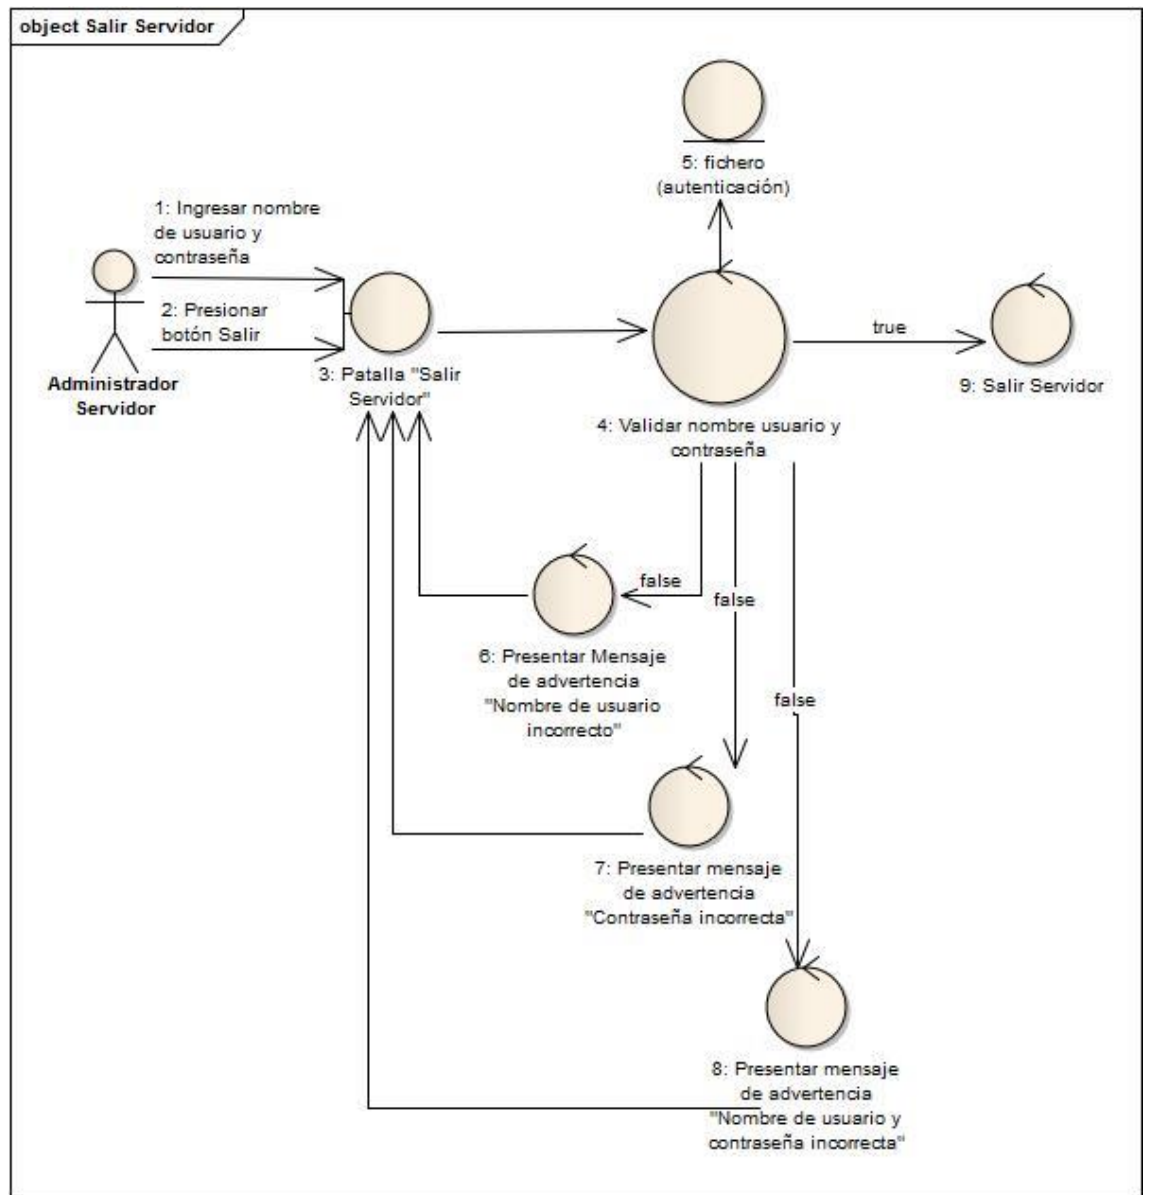 object Salir Servidor
5: fichero
(autenticación)
1: Ingresar nombre
de usuario y
contraseña
2: Presionar
botón Salir
true
3: Patalla "Salir
Servidor"
Administrador
Servidor
9: Salir Servidor
4: Validar nombre usuario y
contraseña
false
false
6: Presentar Mensaje
de advertencia
"Nombre de usuario
incorrecto"
false
7: Presentar mensaje
de advertencia
"Contraseña incorrecta"
8: Presentar mensaje
de advertencia
"Nombre de usuario y
contraseña incorrecta"